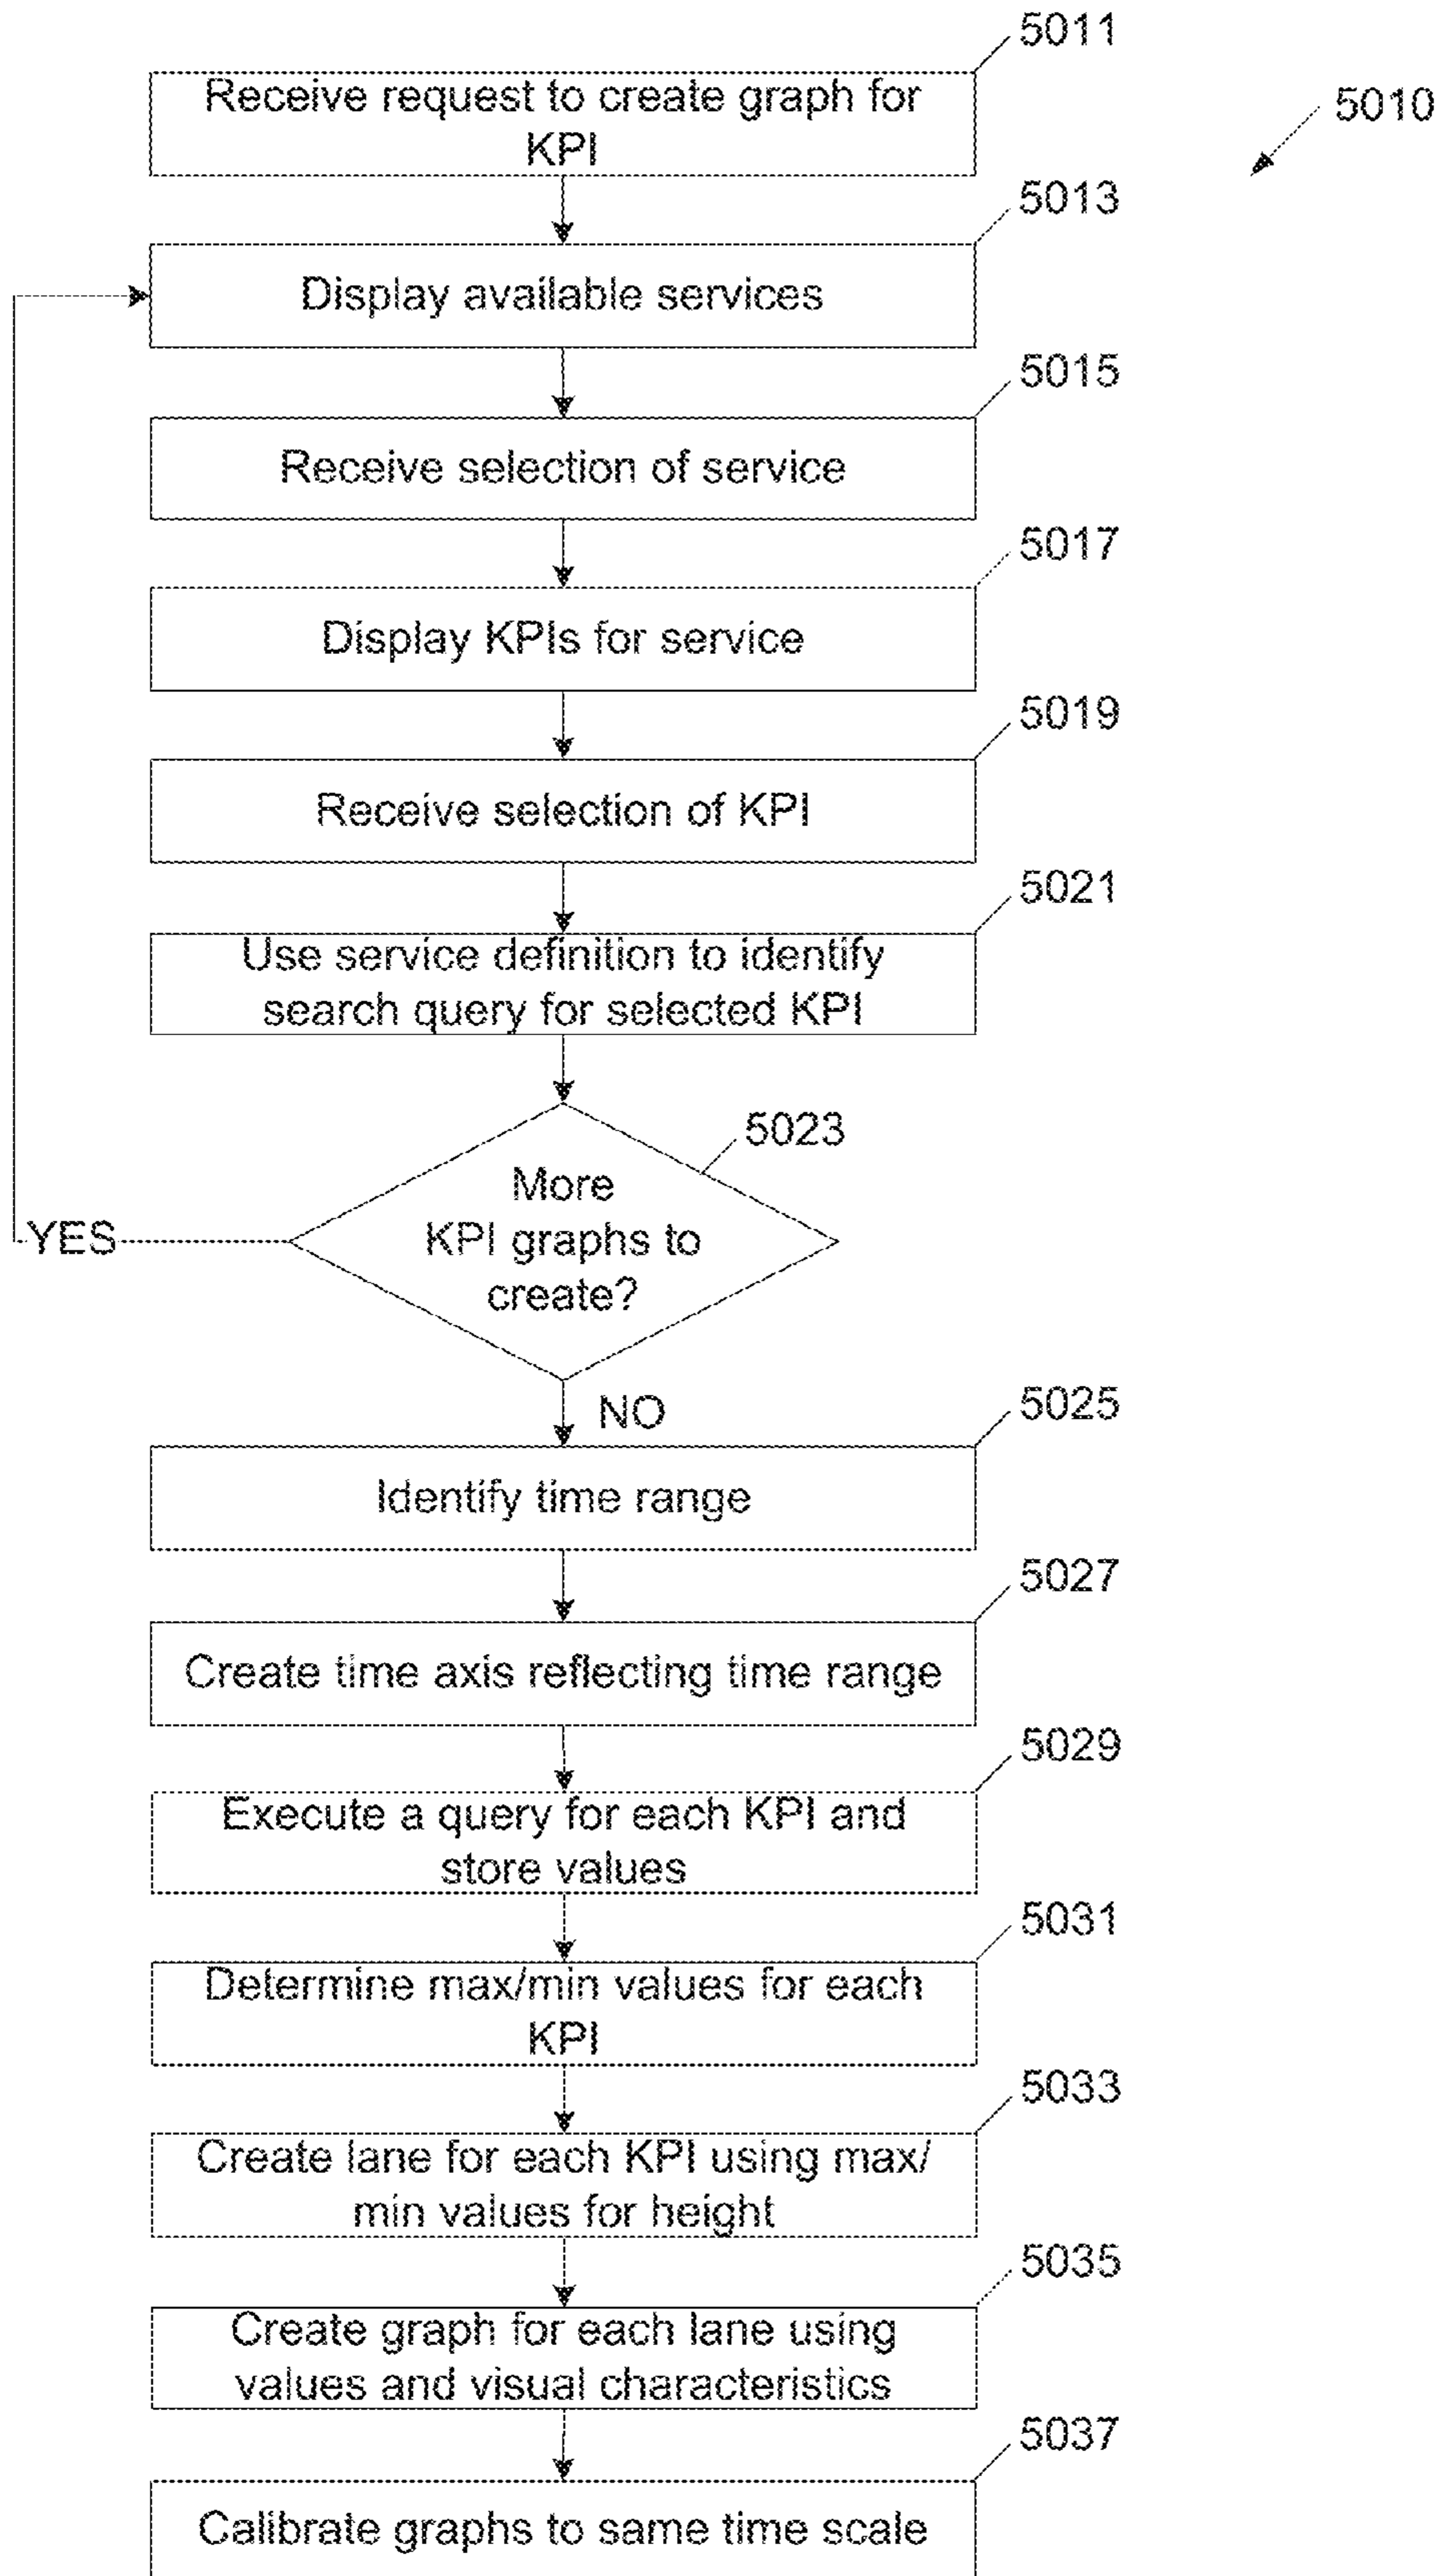 5011
Receive request to create graph for
KPI
5010
5013
Display available services
5015
Receive selection of service
5017
Display KPIs for service
5019
Receive selection of KPI
5021
Use service definition to identify
search query for selected KPI
5023
More
KPI graphs to
create?
YES
NO
5025
Identify time range
5027
Create time axis reflecting time range
5029
Execute a query for each KPI and
store values
5031
Determine max/min values for each
KPI
5033
Create lane for each KPI using max/
min values for height
5035
Create graph for each lane using
values and visual characteristics
5037
Calibrate graphs to same time scale